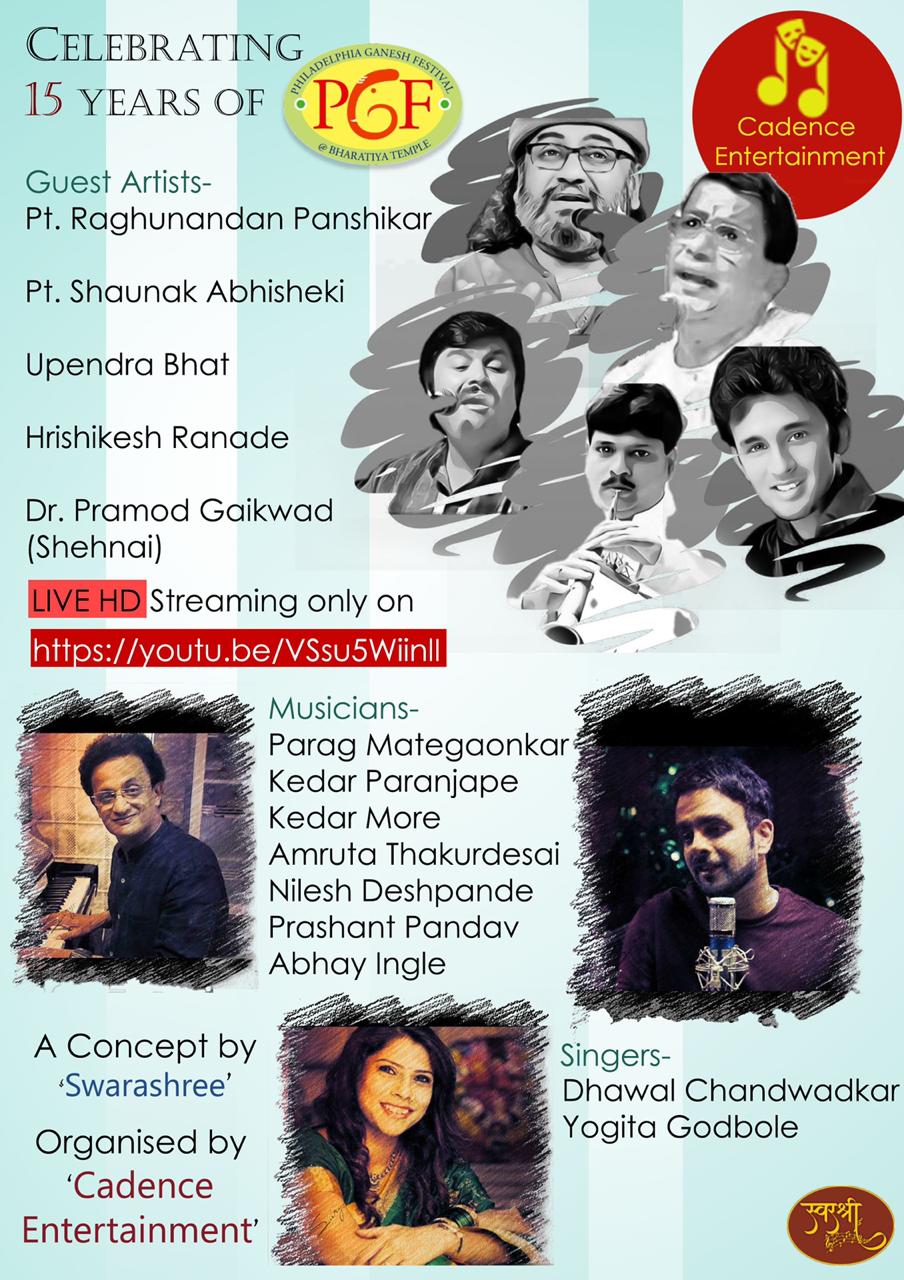 CELEBRATING
15 YEARS OF
PHILADELPHIA GANESH FESTIVAL
PGF
@ BHARATIYA TEMPLE
Cadence
Entertainment
Guest Artists-
Pt. Raghunandan Panshikar
Pt. Shaunak Abhisheki
Upendra Bhat
Hrishikesh Ranade
Dr. Pramod Gaikwad
(Shehnai)
LIVE HD Streaming only on
https://youtu.be/VSsu5WiinlI
Musicians-
Parag Mategaonkar
Kedar Paranjape
Kedar More
Amruta Thakurdesai
Nilesh Deshpande
Prashant Pandav
Abhay Ingle
A Concept by
‘Swarashree’
Organised by
‘Cadence
Entertainment’
Singers-
Dhawal Chandwadkar
Yogita Godbole
स्वरश्री